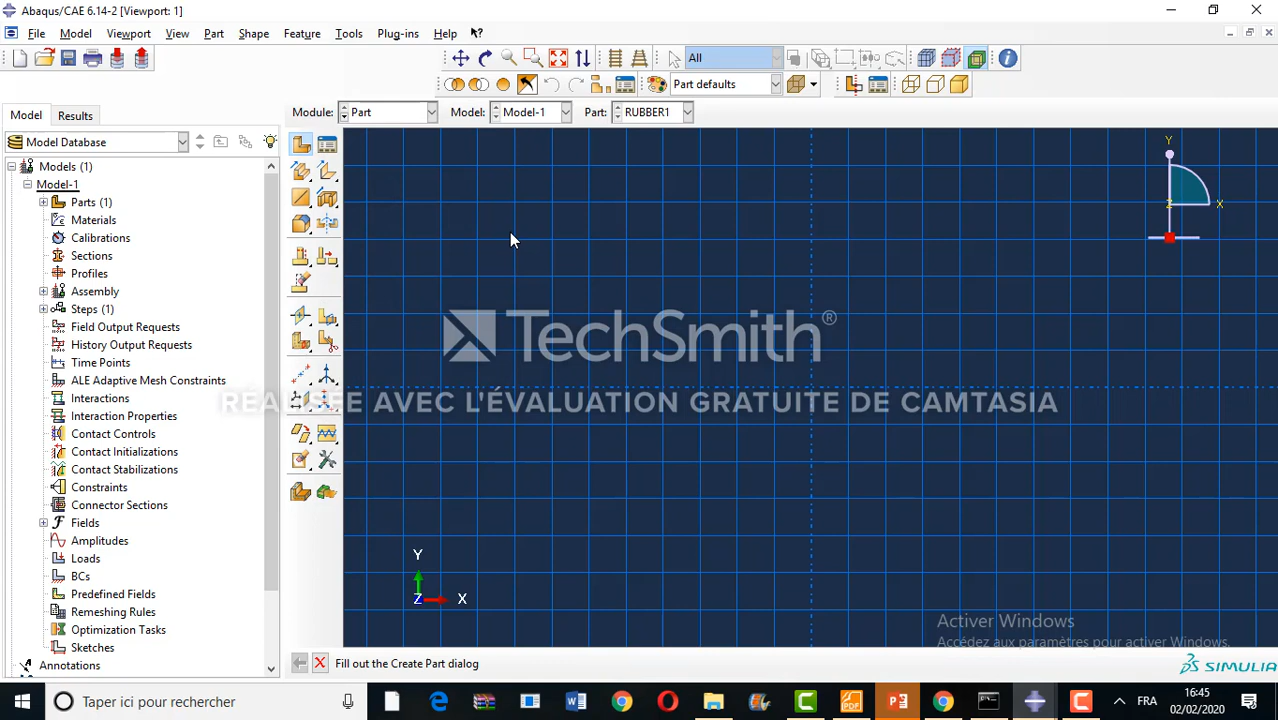 Abaqus/CAE 6.14-2 [Viewport: 1]
File Model Viewport View Part Shape Feature Tools Plug-ins Help
All
Part defaults
Model Results
Module: Part Model: Model-1 Part: RUBBER1
Model Database
Models (1)
Model-1
Parts (1)
Materials
Calibrations
Sections
Profiles
Assembly
Steps (1)
Field Output Requests
History Output Requests
Time Points
ALE Adaptive Mesh Constraints
Interactions
Interaction Properties
Contact Controls
Contact Initializations
Contact Stabilizations
Constraints
Connector Sections
Fields
Amplitudes
Loads
BCs
Predefined Fields
Remeshing Rules
Optimization Tasks
Sketches
Annotations
Y
Z X
TechSmith®
RÉALISÉE AVEC L'ÉVALUATION GRATUITE DE CAMTASIA
Y
Z X
Activer Windows
Accédez aux paramètres pour activer Windows.
Fill out the Create Part dialog
SIMULIA
Taper ici pour rechercher
FRA
16:45
02/02/2020